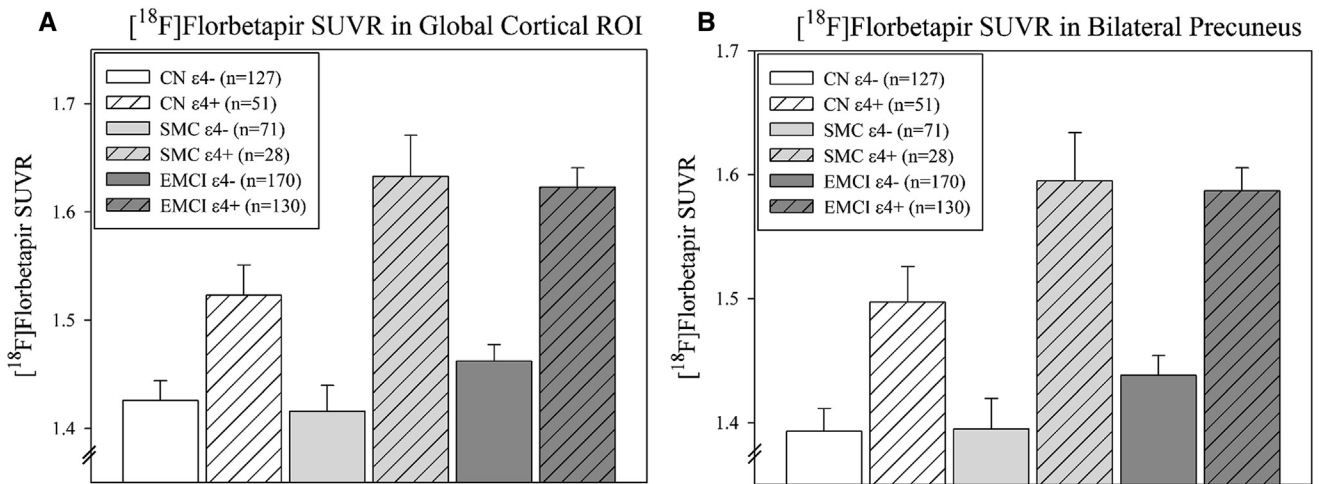 A
[18F]Florbetapir SUVR in Global Cortical ROI
[18F]Florbetapir SUVR
1.7
1.6
1.5
1.4
CN ε4- (n=127)
CN ε4+ (n=51)
SMC ε4- (n=71)
SMC ε4+ (n=28)
EMCI ε4- (n=170)
EMCI ε4+ (n=130)
B
[18F]Florbetapir SUVR in Bilateral Precuneus
[18F]Florbetapir SUVR
1.7
1.6
1.5
1.4
CN ε4- (n=127)
CN ε4+ (n=51)
SMC ε4- (n=71)
SMC ε4+ (n=28)
EMCI ε4- (n=170)
EMCI ε4+ (n=130)